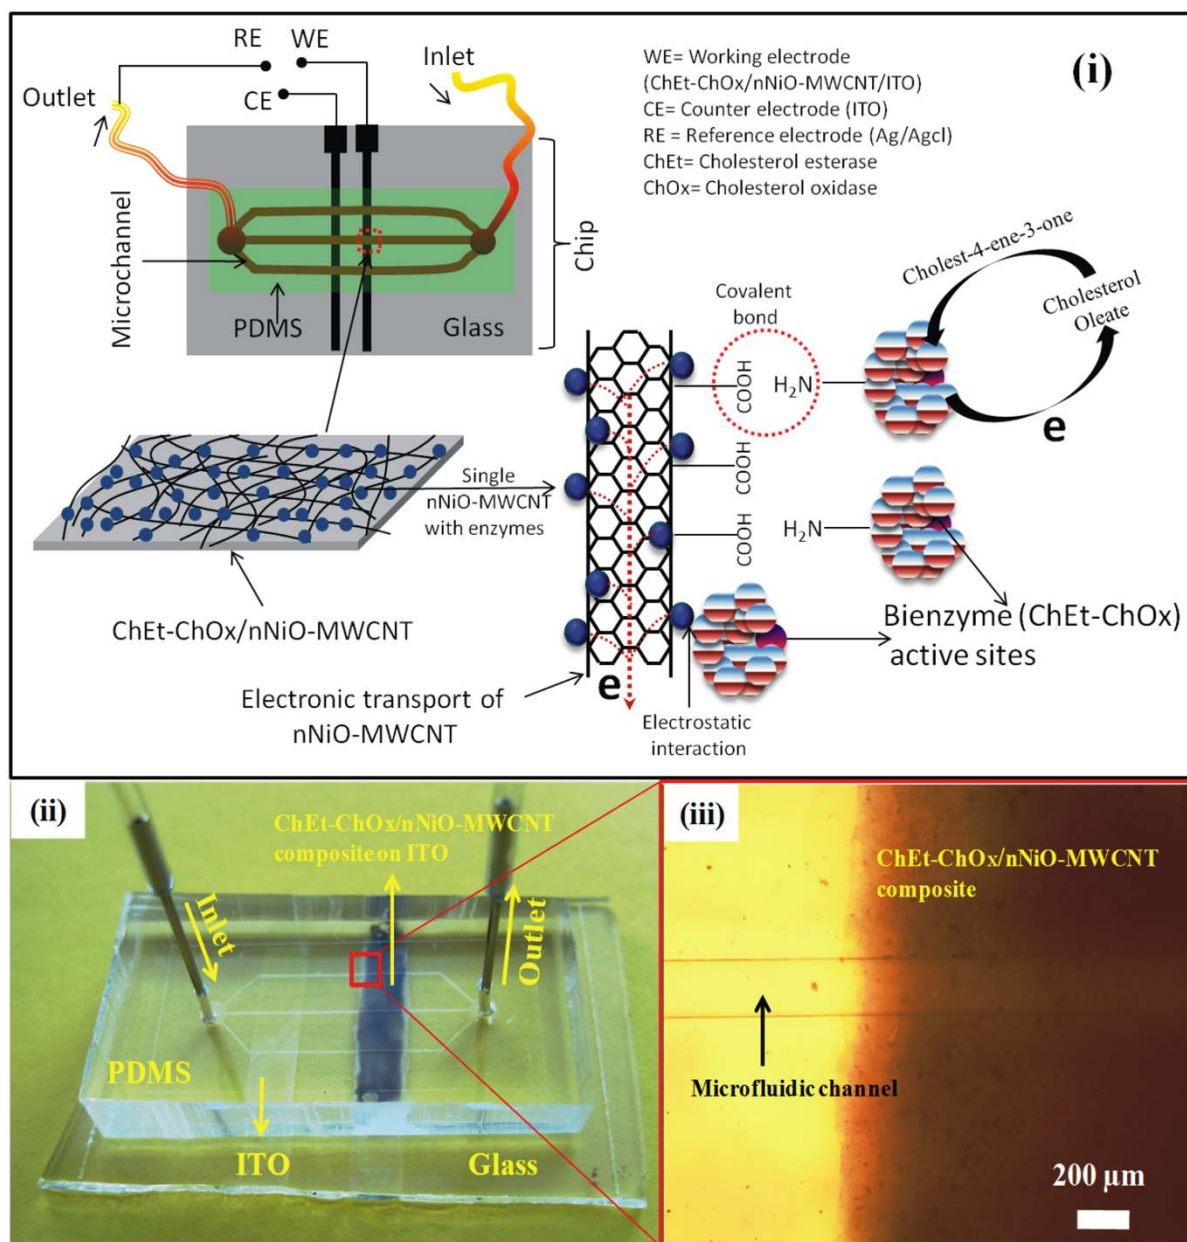 (i)
RE
WE
CE
Inlet
Outlet
Microchannel
PDMS
Glass
Chip
WE= Working electrode
(ChEt-ChOx/nNiO-MWCNT/ITO)
CE= Counter electrode (ITO)
RE = Reference electrode (Ag/Agcl)
ChEt= Cholesterol esterase
ChOx= Cholesterol oxidase
Cholest-4-ene-3-one
Cholesterol
Oleate
e
Covalent
bond
COOH
H2N
COOH
COOH
H2N
Single
nNiO-MWCNT
with enzymes
ChEt-ChOx/nNiO-MWCNT
Bienzyme (ChEt-ChOx)
active sites
Electronic transport of
nNiO-MWCNT
e
Electrostatic
interaction
(ii)
ChEt-ChOx/nNiO-MWCNT
composite on ITO
Inlet
Outlet
PDMS
ITO
Glass
(iii)
ChEt-ChOx/nNiO-MWCNT
composite
Microfluidic channel
200 μm